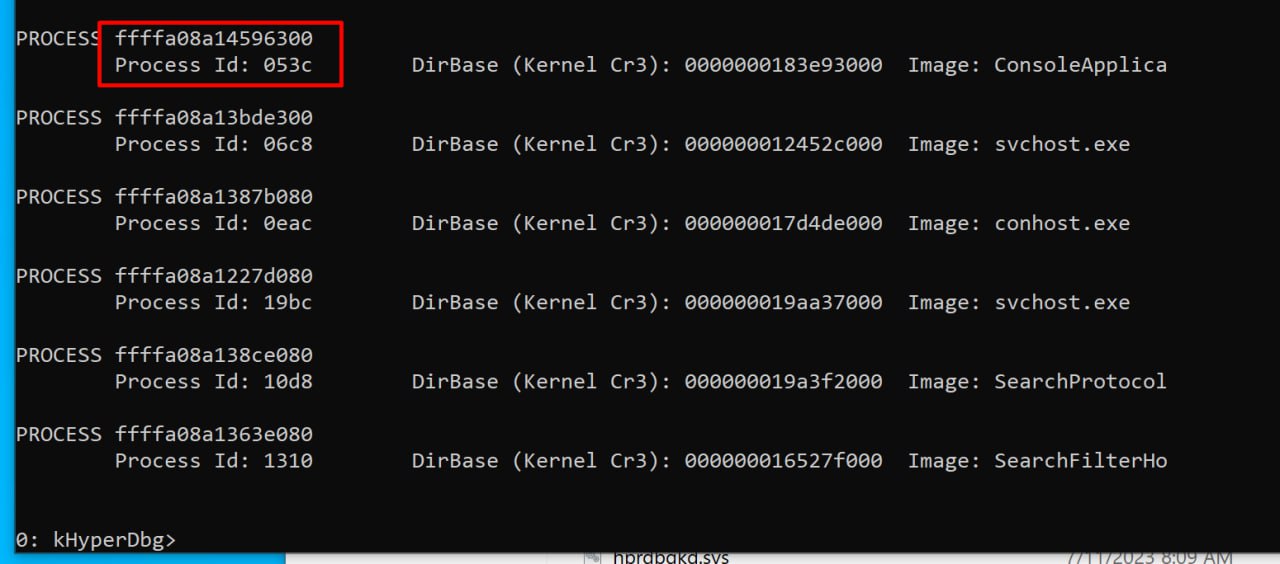 PROCESS ffffa08a14596300
Process Id: 053c DirBase (Kernel Cr3): 0000000183e93000 Image: ConsoleApplica
PROCESS ffffa08a13bde300
Process Id: 06c8 DirBase (Kernel Cr3): 000000012452c000 Image: svchost.exe
PROCESS ffffa08a1387b080
Process Id: 0eac DirBase (Kernel Cr3): 000000017d4de000 Image: conhost.exe
PROCESS ffffa08a1227d080
Process Id: 19bc DirBase (Kernel Cr3): 000000019aa37000 Image: svchost.exe
PROCESS ffffa08a138ce080
Process Id: 10d8 DirBase (Kernel Cr3): 000000019a3f2000 Image: SearchProtocol
PROCESS ffffa08a1363e080
Process Id: 1310 DirBase (Kernel Cr3): 000000016527f000 Image: SearchFilterHo
0: kHyperDbg>
hprdbgkd.sys 7/11/2023 8:09 AM